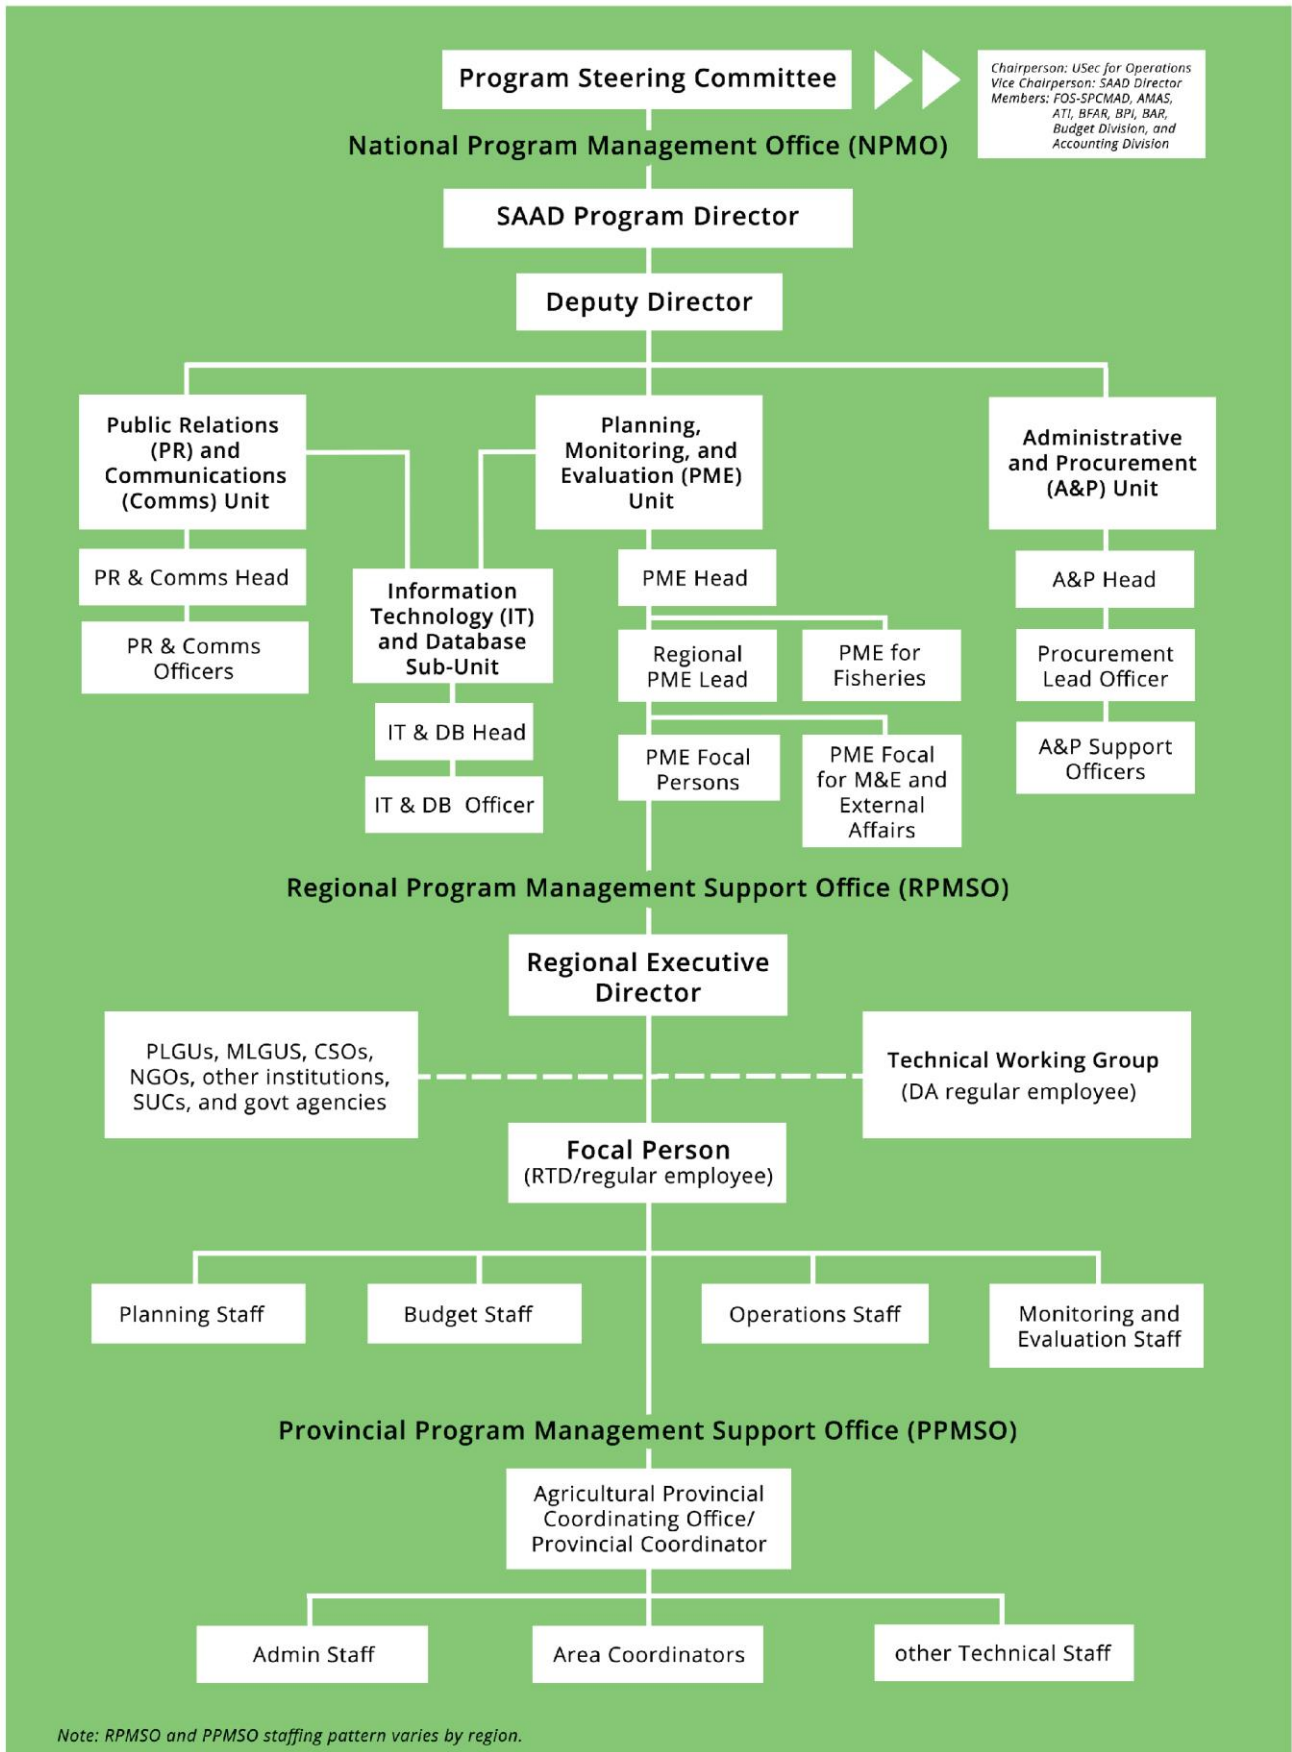 Program Steering Committee
Chairperson: USec for Operations
Vice Chairperson: SAAD Director
Members: FOS-SPCMAD, AMAS,
ATI, BFAR, BPI, BAR,
Budget Division, and
Accounting Division
National Program Management Office (NPMO)
SAAD Program Director
Deputy Director
Public Relations
(PR) and
Communications
(Comms) Unit
PR & Comms Head
PR & Comms
Officers
Information
Technology (IT)
and Database
Sub-Unit
IT & DB Head
IT & DB Officer
Planning,
Monitoring, and
Evaluation (PME)
Unit
PME Head
Regional
PME Lead
PME for
Fisheries
PME Focal
Persons
PME Focal
for M&E and
External
Affairs
Administrative
and Procurement
(A&P) Unit
A&P Head
Procurement
Lead Officer
A&P Support
Officers
Regional Program Management Support Office (RPMSO)
Regional Executive
Director
PLGUs, MLGUS, CSOs,
NGOs, other institutions,
SUCs, and govt agencies
Technical Working Group
(DA regular employee)
Focal Person
(RTD/regular employee)
Planning Staff
Budget Staff
Operations Staff
Monitoring and
Evaluation Staff
Provincial Program Management Support Office (PPMSO)
Agricultural Provincial
Coordinating Office/
Provincial Coordinator
Admin Staff
Area Coordinators
other Technical Staff
Note: RPMSO and PPMSO staffing pattern varies by region.